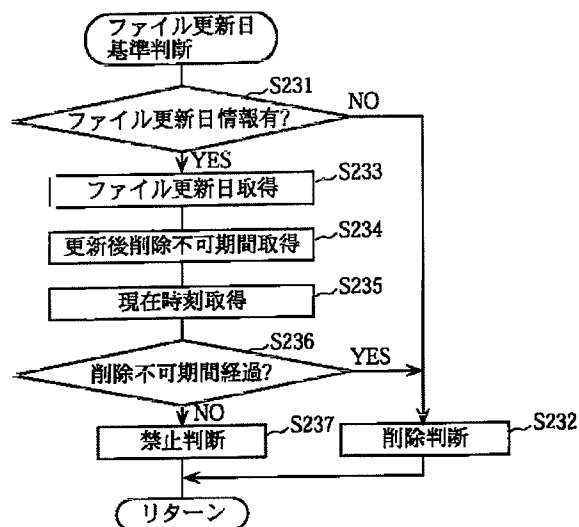 ファイル更新日
基準判断
S231
NO
ファイル更新日情報有?
YES
S233
ファイル更新日取得
S234
更新後削除不可期間取得
S235
現在時刻取得
S236
YES
削除不可期間経過?
NO
S237
S232
禁止判断
削除判断
リターン